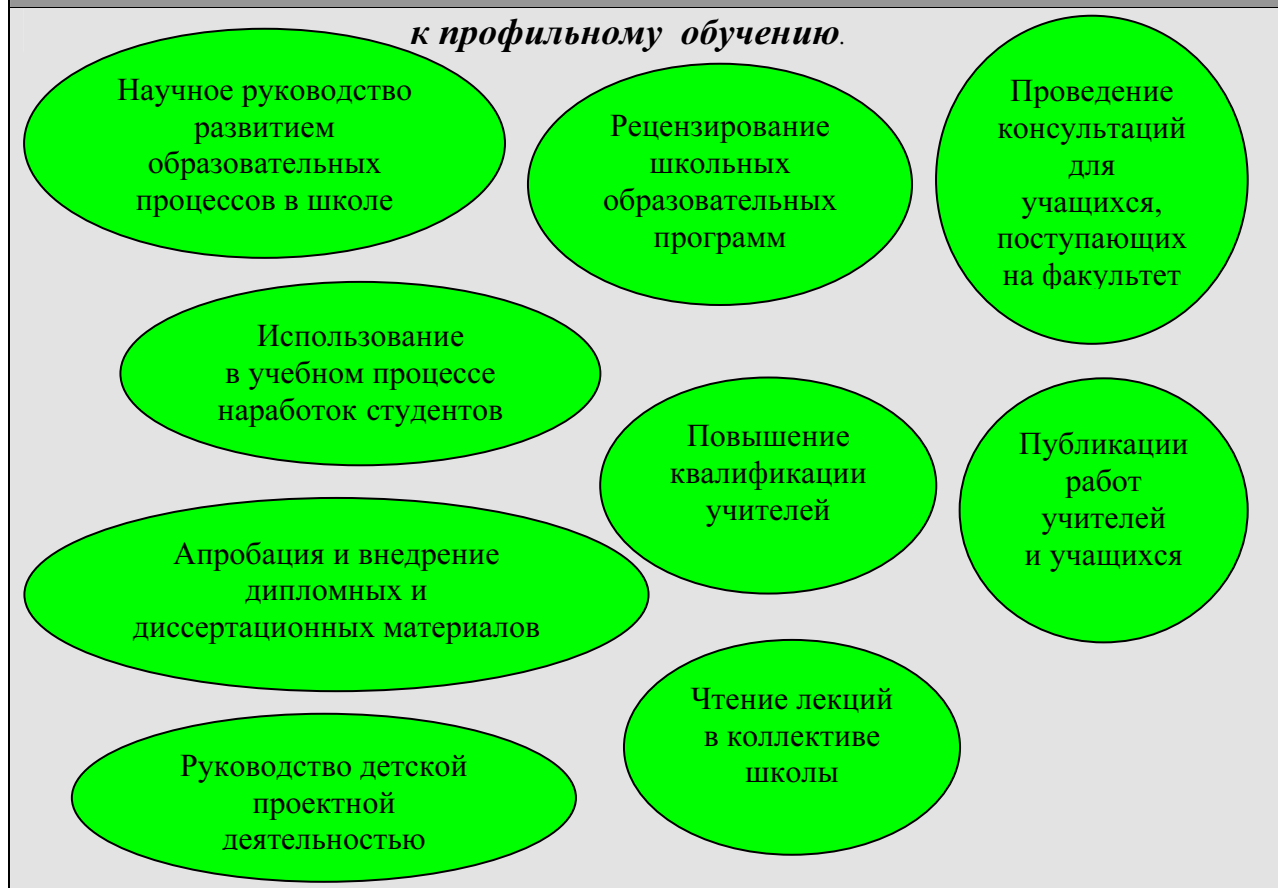 к профильному обучению.
Научное руководство
развитием
образовательных
процессов в школе
Рецензирование
школьных
образовательных
программ
Проведение
консультаций
для
учащихся,
поступающих
на факультет
Использование
в учебном процессе
наработок студентов
Повышение
квалификации
учителей
Публикации
работ
учителей
и учащихся
Апробация и внедрение
дипломных и
диссертационных материалов
Чтение лекций
в коллективе
школы
Руководство детской
проектной
деятельностью